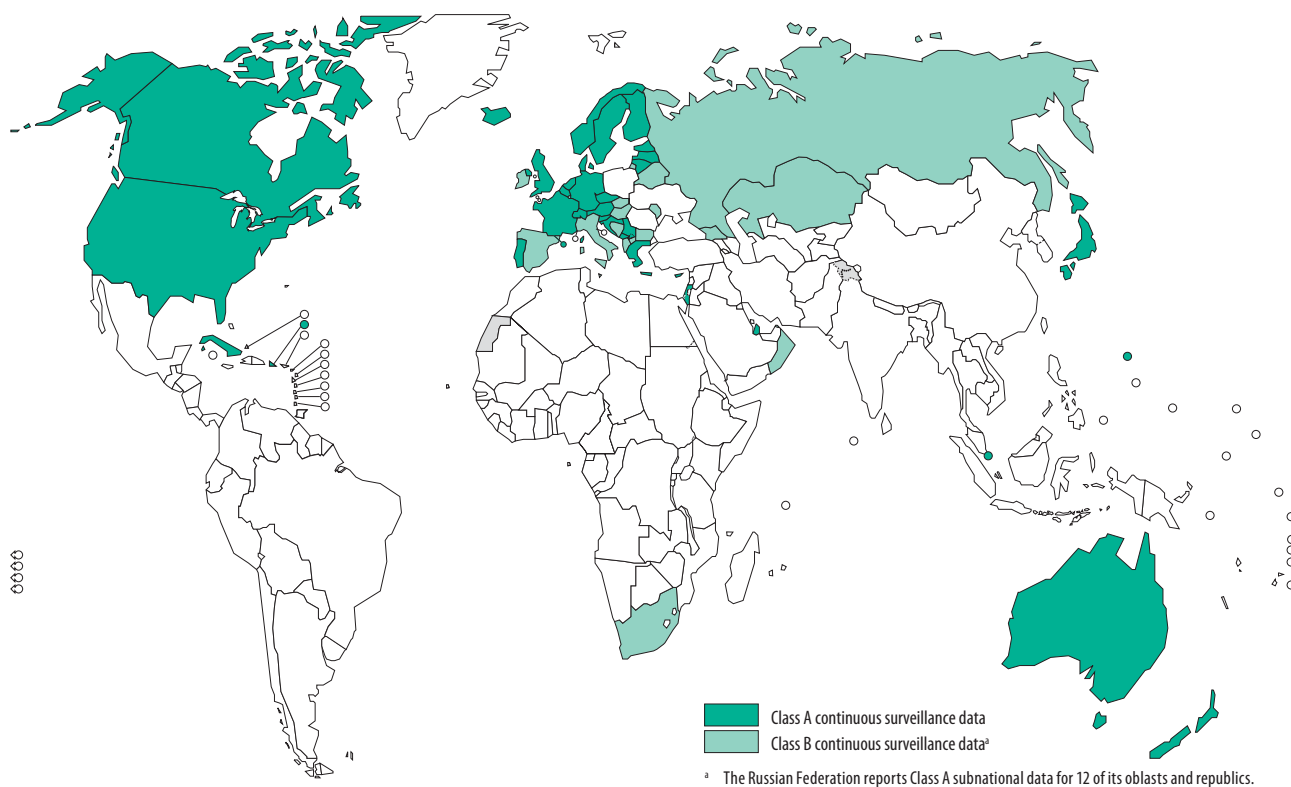 Class A continuous surveillance data
Class B continuous surveillance dataᵃ
ᵃ The Russian Federation reports Class A subnational data for 12 of its oblasts and republics.